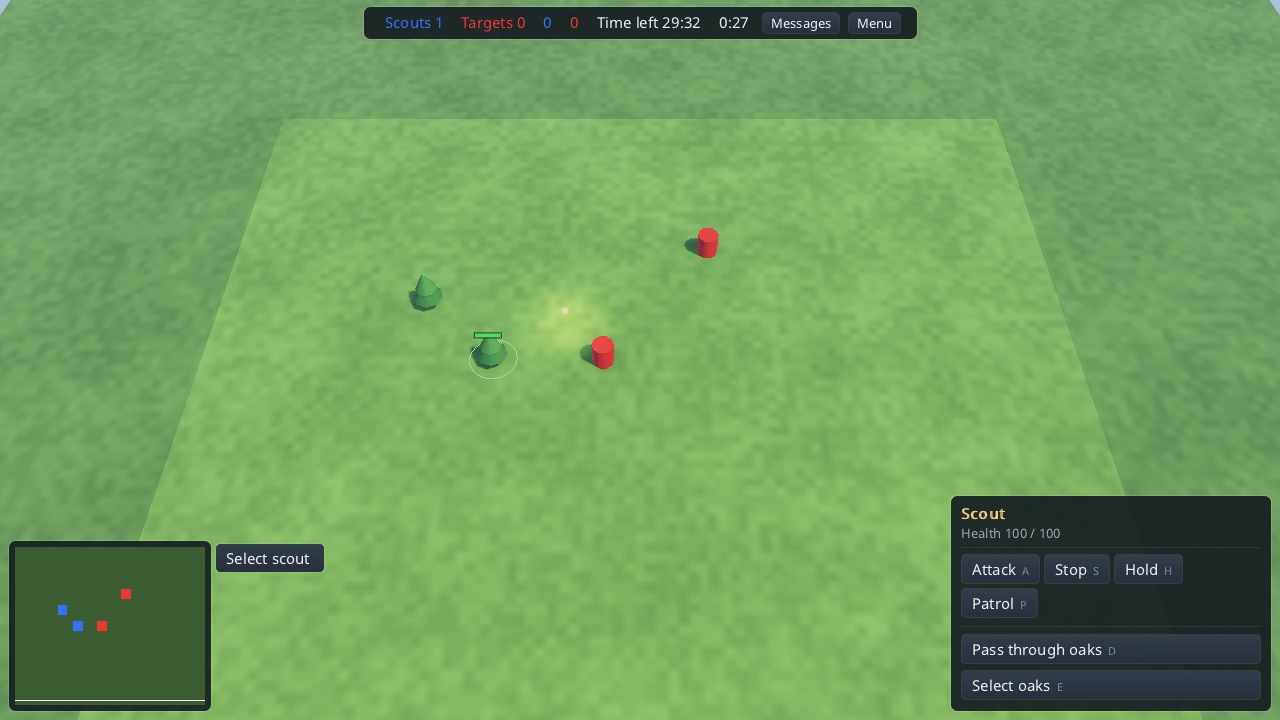 Scouts 1 Targets 0 0 0 Time left 29:32 0:27 Messages Menu
Select scout
Scout
Health 100 / 100
Attack A Stop S Hold H
Patrol P
Pass through oaks D
Select oaks E